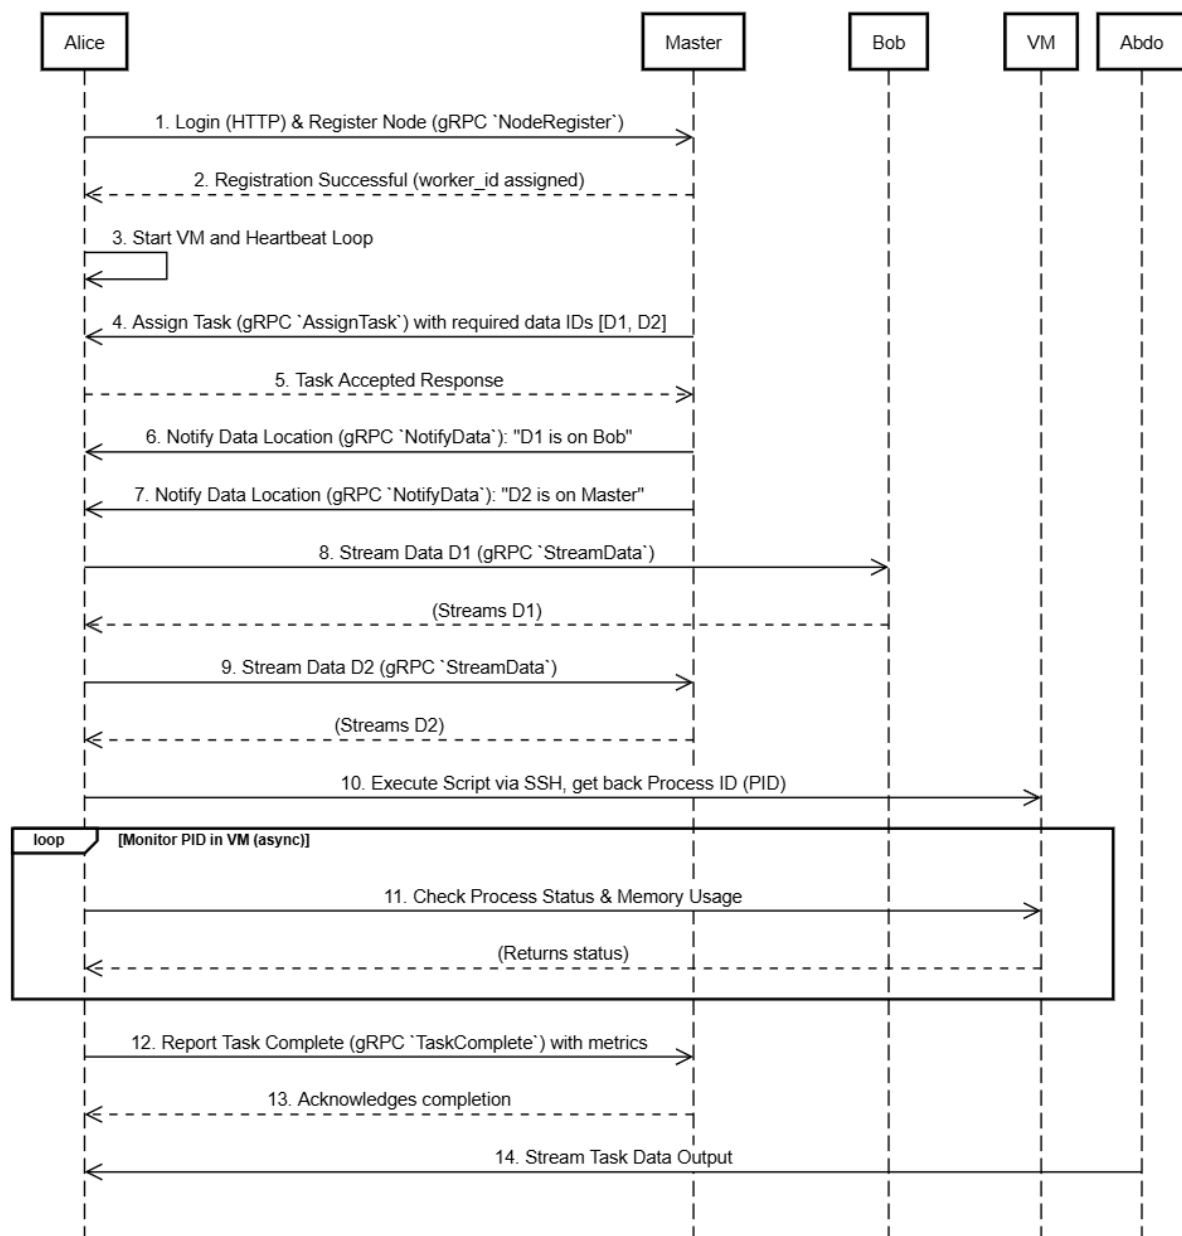 Alice
Master
Bob
VM
Abdo
1. Login (HTTP) & Register Node (gRPC `NodeRegister`)
2. Registration Successful (worker_id assigned)
3. Start VM and Heartbeat Loop
4. Assign Task (gRPC `AssignTask`) with required data IDs [D1, D2]
5. Task Accepted Response
6. Notify Data Location (gRPC `NotifyData`): "D1 is on Bob"
7. Notify Data Location (gRPC `NotifyData`): "D2 is on Master"
8. Stream Data D1 (gRPC `StreamData`)
(Streams D1)
9. Stream Data D2 (gRPC `StreamData`)
(Streams D2)
10. Execute Script via SSH, get back Process ID (PID)
loop
[Monitor PID in VM (async)]
11. Check Process Status & Memory Usage
(Returns status)
12. Report Task Complete (gRPC `TaskComplete`) with metrics
13. Acknowledges completion
14. Stream Task Data Output